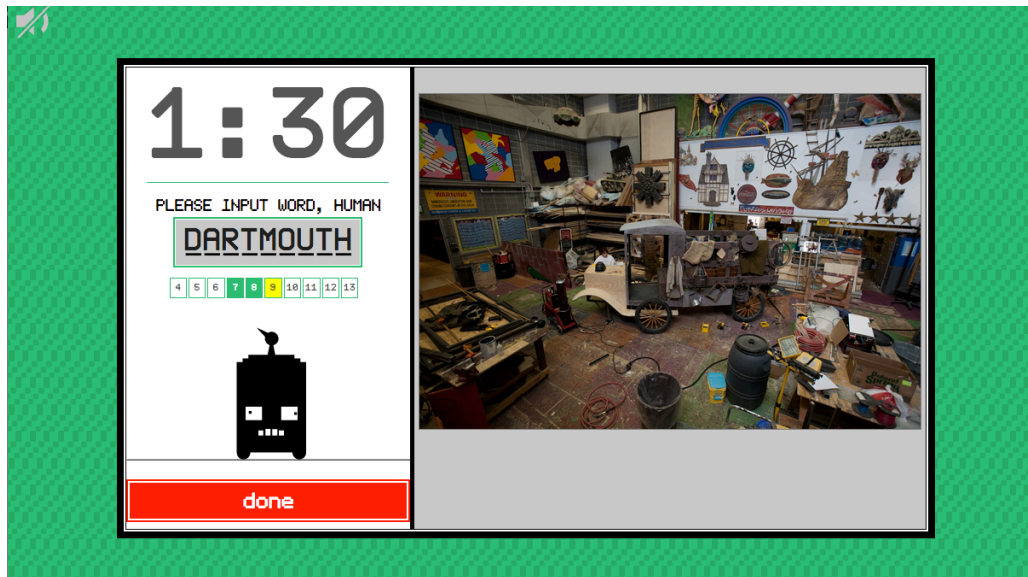 1:30
PLEASE INPUT WORD, HUMAN
DARTMOUTH
4 5 6 7 8 9 10 11 12 13
done
WARNING